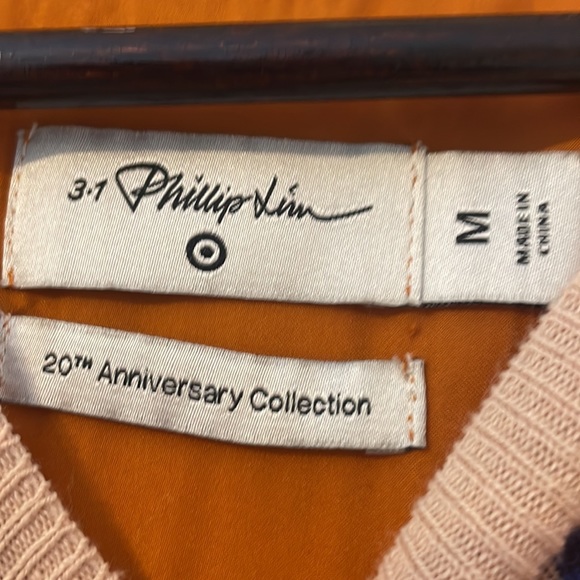 3.1 Phillip Lim
M
MADE IN
CHINA
20TH Anniversary Collection